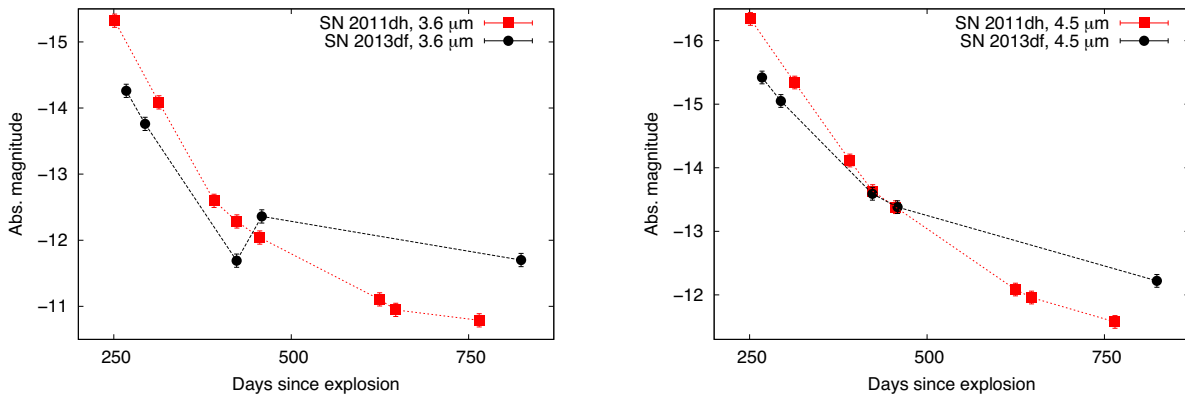 SN 2011dh, 3.6 μm
SN 2013df, 3.6 μm
−15
−14
−13
−12
−11
Abs. magnitude
250
500
750
Days since explosion
SN 2011dh, 4.5 μm
SN 2013df, 4.5 μm
−16
−15
−14
−13
−12
Abs. magnitude
250
500
750
Days since explosion